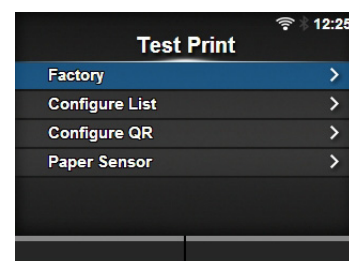 12:25
Test Print
Factory
Configure List
Configure QR
Paper Sensor